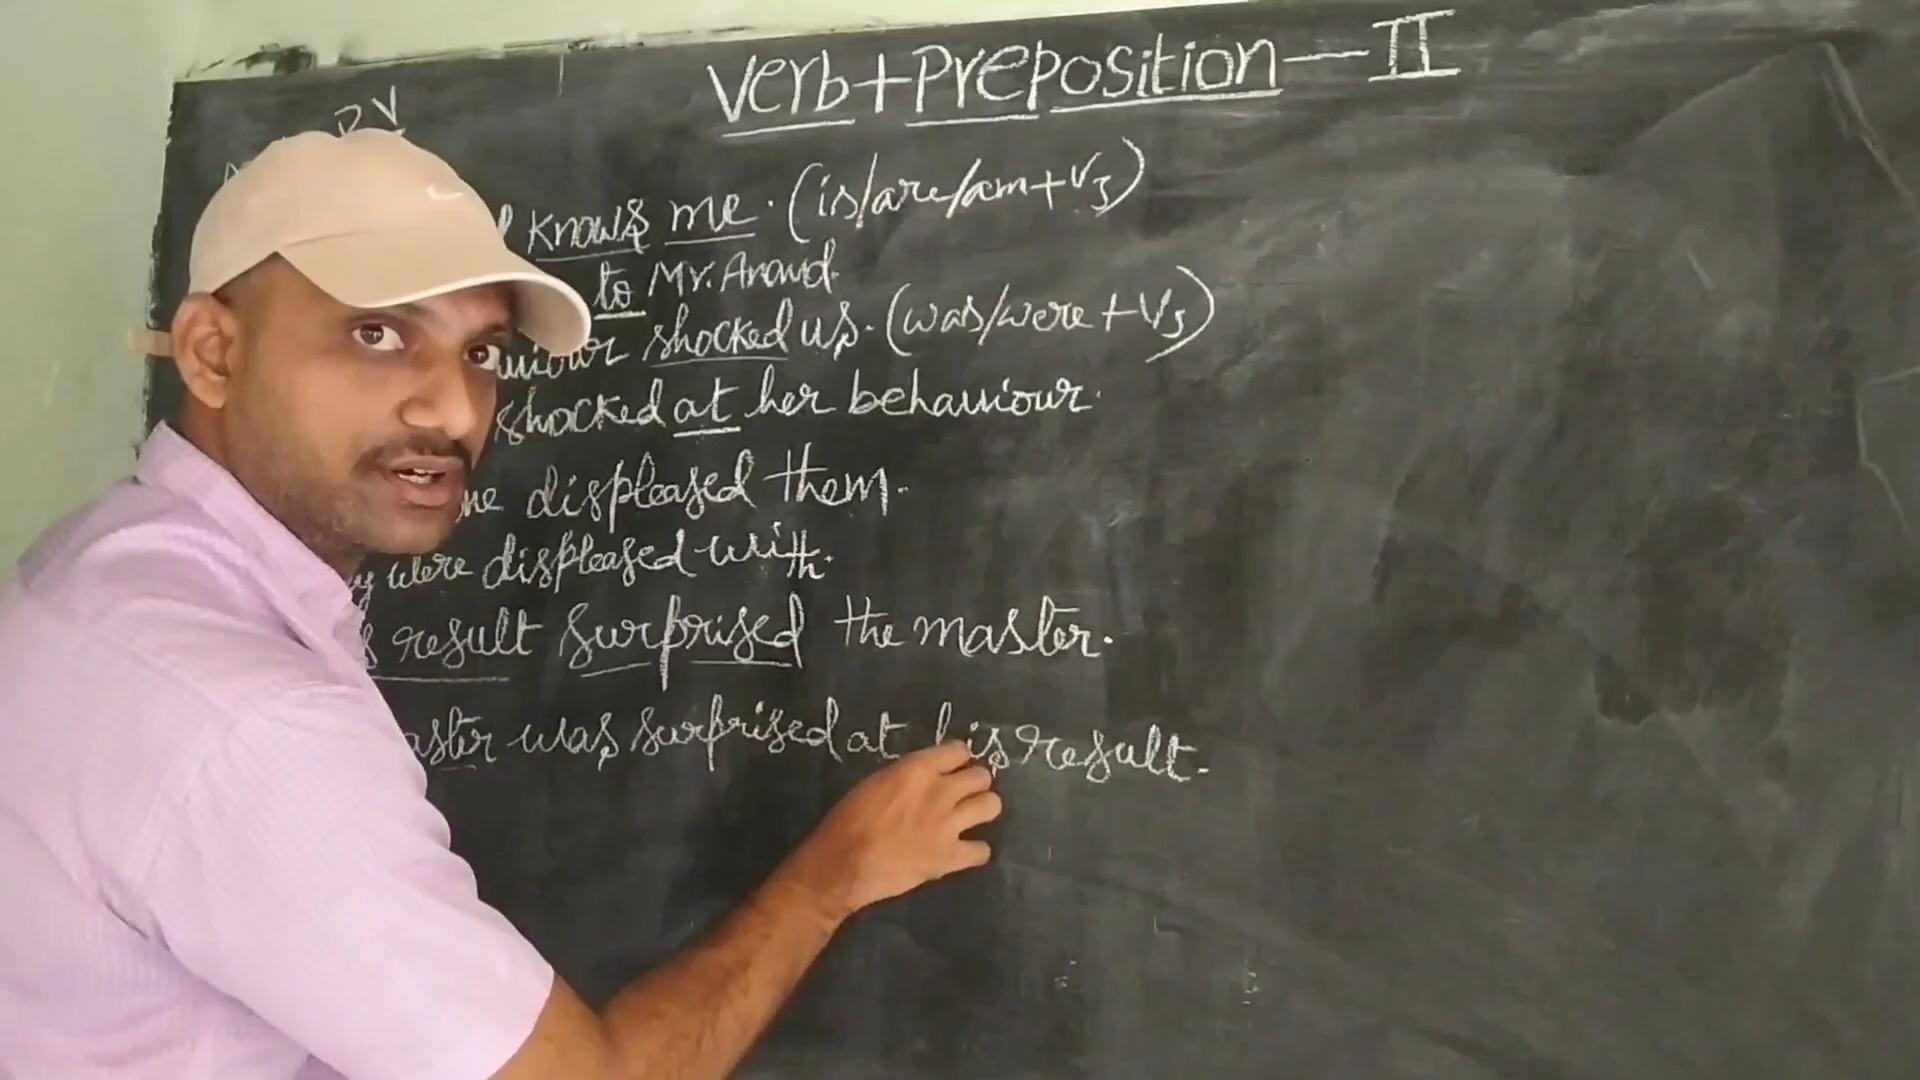 Verb+Preposition—II
knows me. (is/are/am+V3)
to Mr. Anand.
shocked us. (was/were+V3)
shocked at her behaviour.
displeased them.
were displeased with.
result surprised the master.
was surprised at his result.